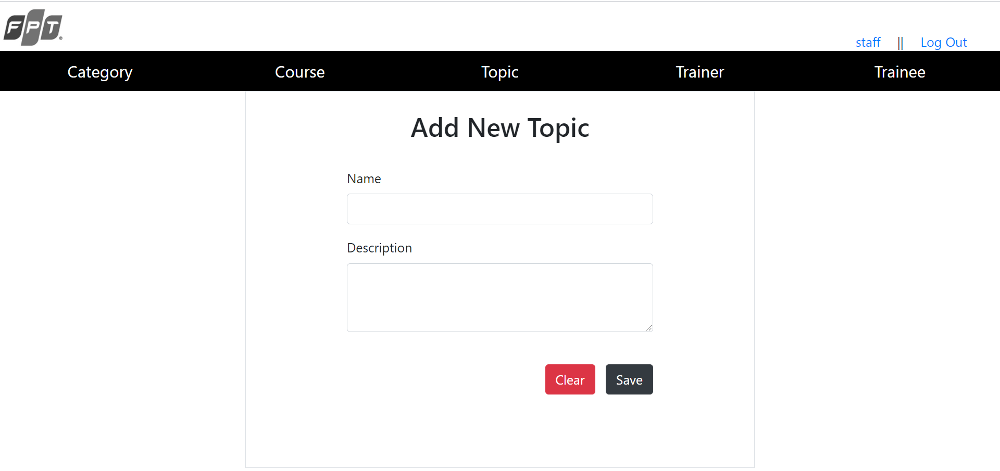 FPT®
staff || Log Out
Category Course Topic Trainer Trainee
Add New Topic
Name
Description
Clear Save